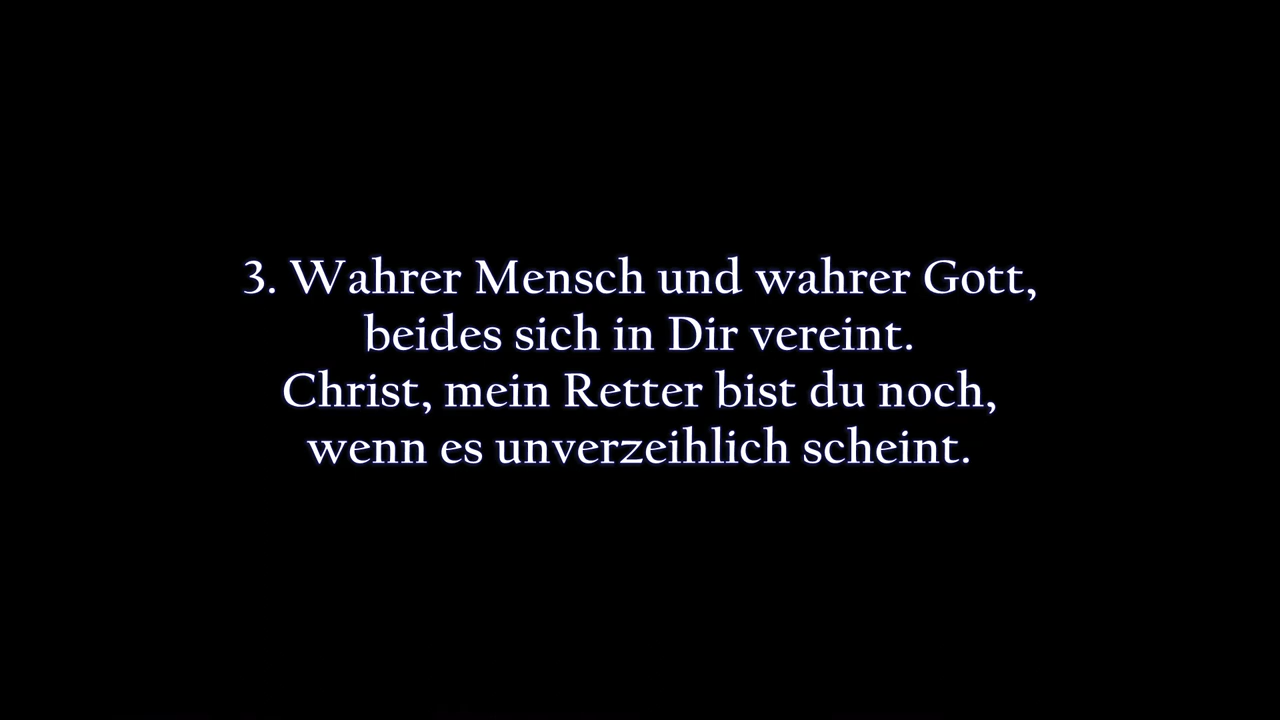 3. Wahrer Mensch und wahrer Gott,
beides sich in Dir vereint.
Christ, mein Retter bist du noch,
wenn es unverzeihlich scheint.